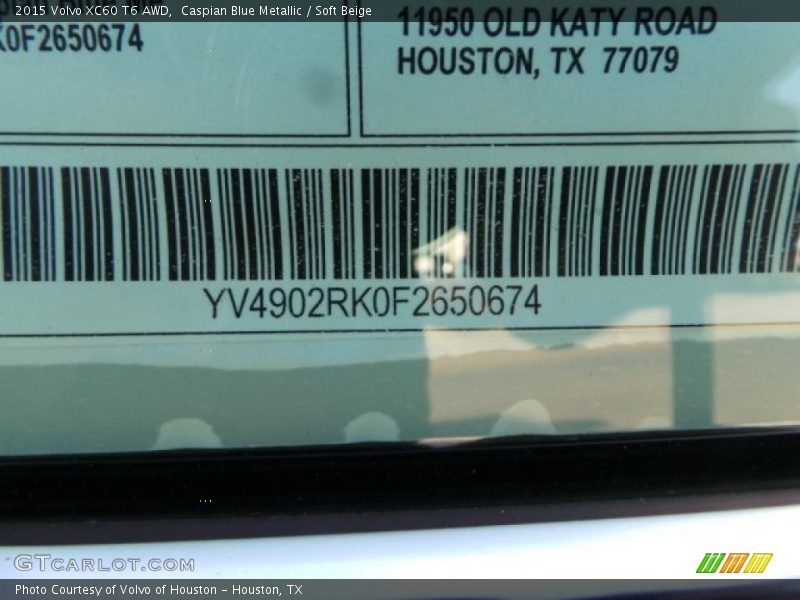 2015 Volvo XC60 T6 AWD,  Caspian Blue Metallic / Soft Beige
K0F2650674
11950 OLD KATY ROAD
HOUSTON, TX  77079
YV4902RK0F2650674
GTCARLOT.COM
Photo Courtesy of Volvo of Houston – Houston, TX